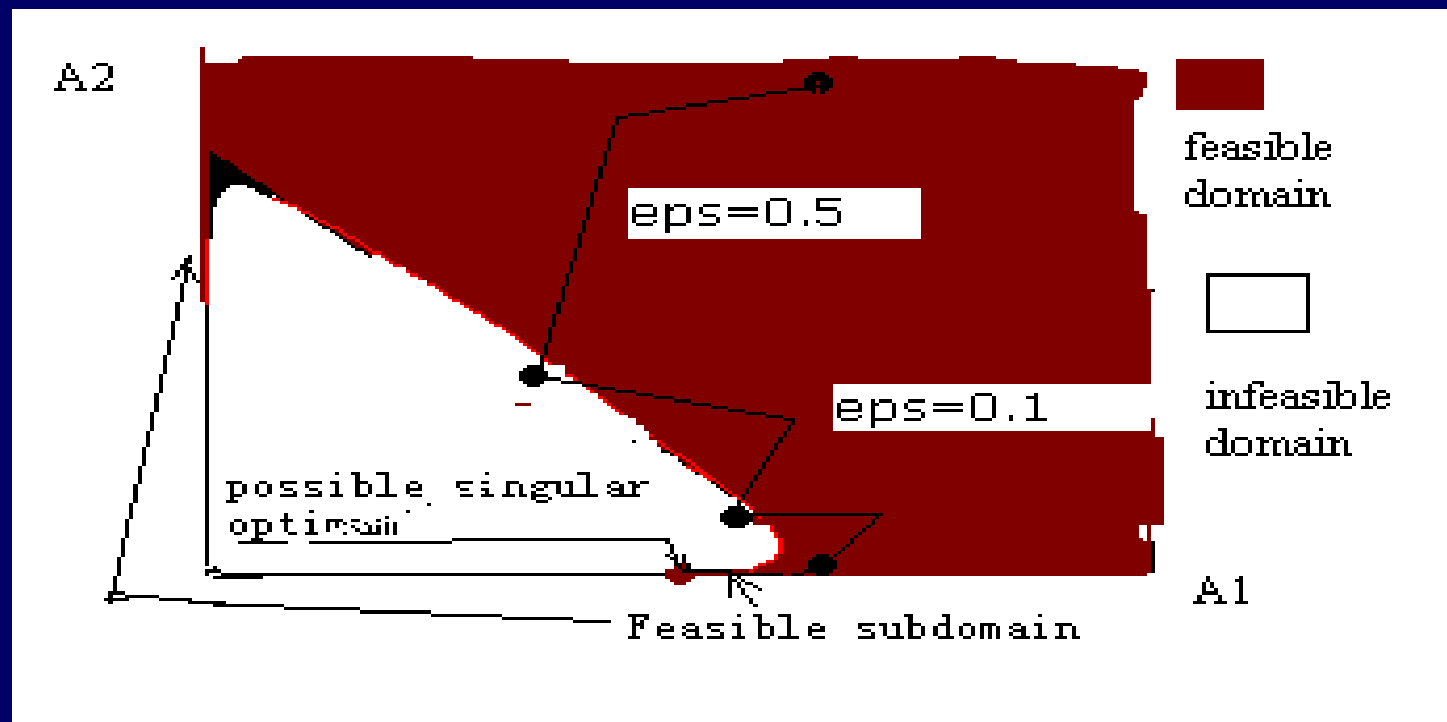 A2
feasible
domain
eps=0.5
infeasible
domain
eps=0.1
possible singular
A1
Feasible subdomain